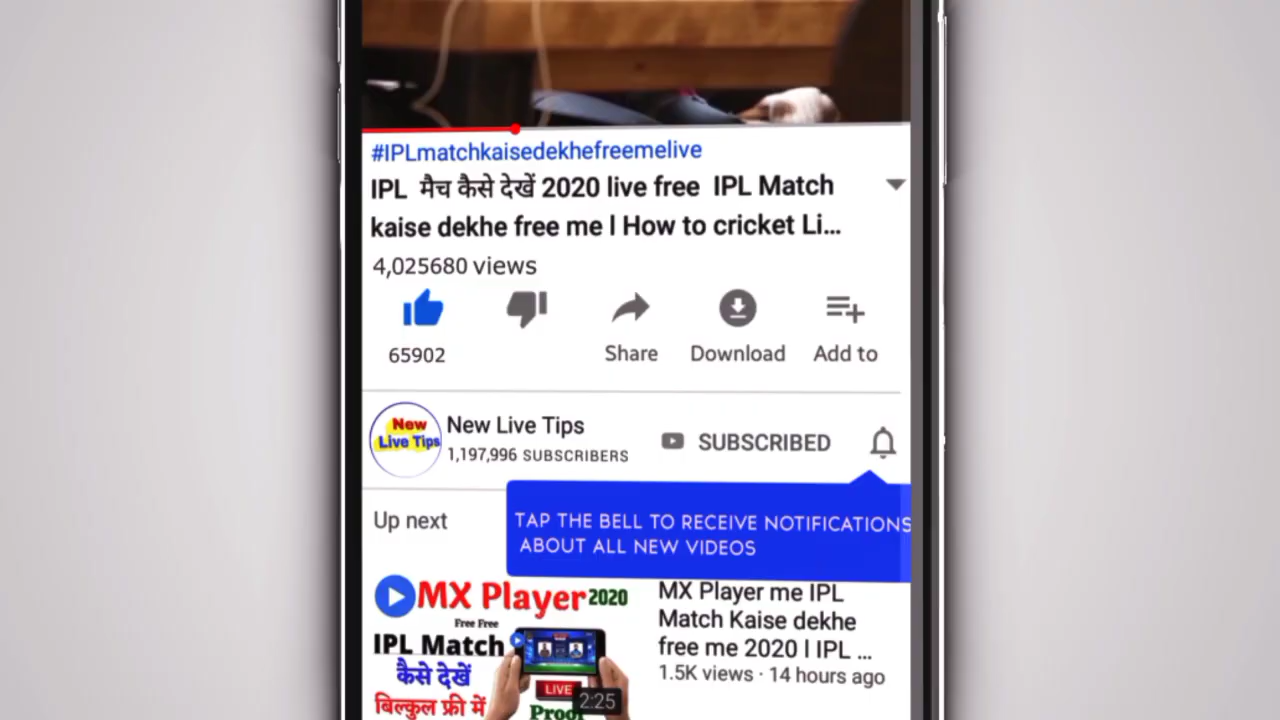 #IPLmatchkaisedekhefreemelive
IPL मैच कैसे देखें 2020 live free IPL Match
kaise dekhe free me l How to cricket Li...
4,025680 views
65902
Share
Download
Add to
New
Live Tips
New Live Tips
1,197,996 SUBSCRIBERS
SUBSCRIBED
TAP THE BELL TO RECEIVE NOTIFICATIONS
ABOUT ALL NEW VIDEOS
Up next
MX Player 2020
Free Free
IPL Match
कैसे देखें
बिल्कुल फ्री में
LIVE
Proof
2:25
MX Player me IPL
Match Kaise dekhe
free me 2020 l IPL ...
1.5K views · 14 hours ago